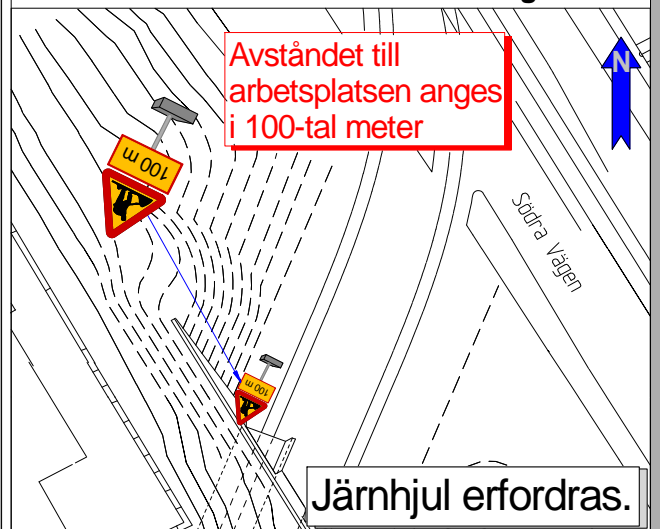 Avståndet till
arbetsplatsen anges
i 100-tal meter
N
100 m
Södra Vägen
100 m
Järnhjul erfordras.